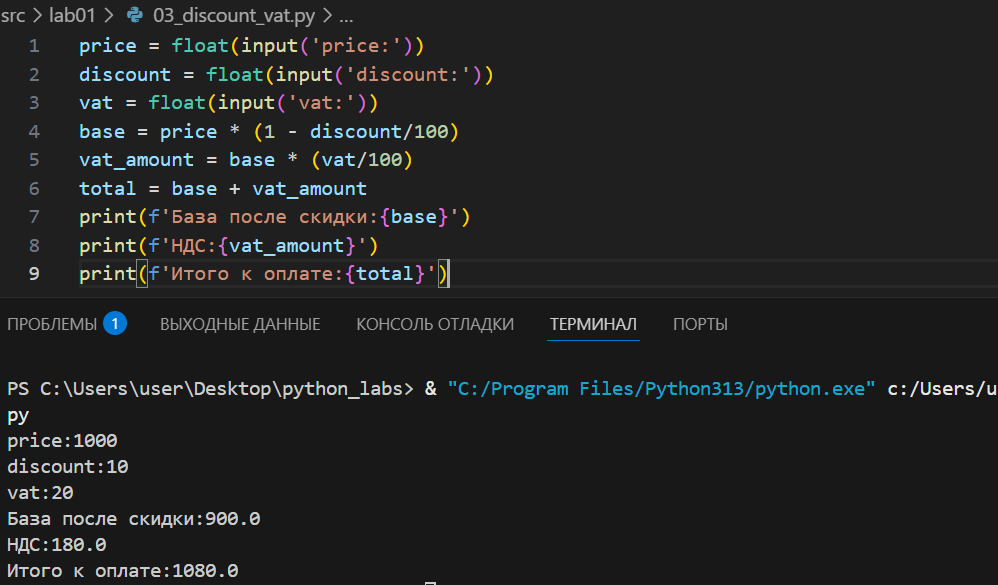 src > lab01 > 03_discount_vat.py > ...
1 price = float(input('price:'))
2 discount = float(input('discount:'))
3 vat = float(input('vat:'))
4 base = price * (1 - discount/100)
5 vat_amount = base * (vat/100)
6 total = base + vat_amount
7 print(f'База после скидки:{base}')
8 print(f'НДС:{vat_amount}')
9 print(f'Итого к оплате:{total}')
ПРОБЛЕМЫ 1 ВЫХОДНЫЕ ДАННЫЕ КОНСОЛЬ ОТЛАДКИ ТЕРМИНАЛ ПОРТЫ
PS C:\Users\user\Desktop\python_labs> & "C:/Program Files/Python313/python.exe" c:/Users/u
py
price:1000
discount:10
vat:20
База после скидки:900.0
НДС:180.0
Итого к оплате:1080.0